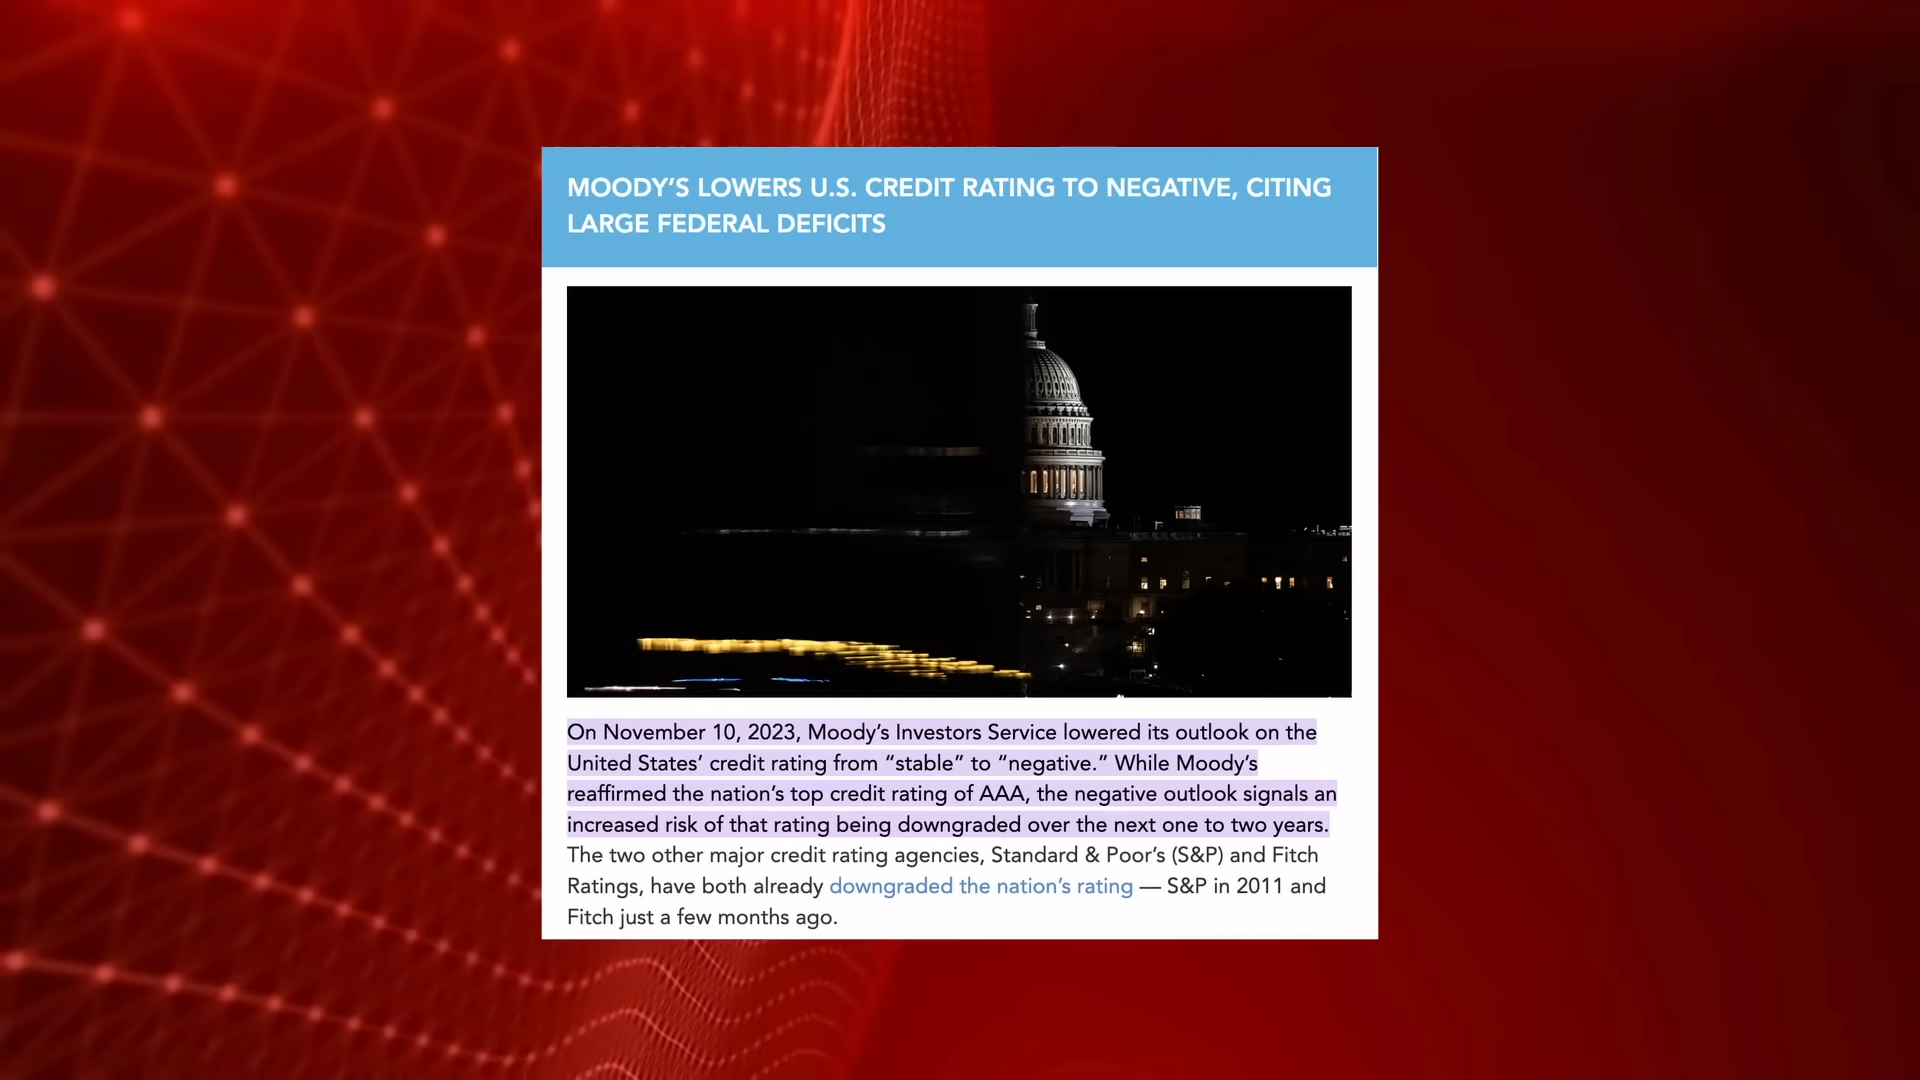 MOODY’S LOWERS U.S. CREDIT RATING TO NEGATIVE, CITING
LARGE FEDERAL DEFICITS
On November 10, 2023, Moody’s Investors Service lowered its outlook on the
United States’ credit rating from “stable” to “negative.” While Moody’s
reaffirmed the nation’s top credit rating of AAA, the negative outlook signals an
increased risk of that rating being downgraded over the next one to two years.
The two other major credit rating agencies, Standard & Poor’s (S&P) and Fitch
Ratings, have both already downgraded the nation’s rating — S&P in 2011 and
Fitch just a few months ago.